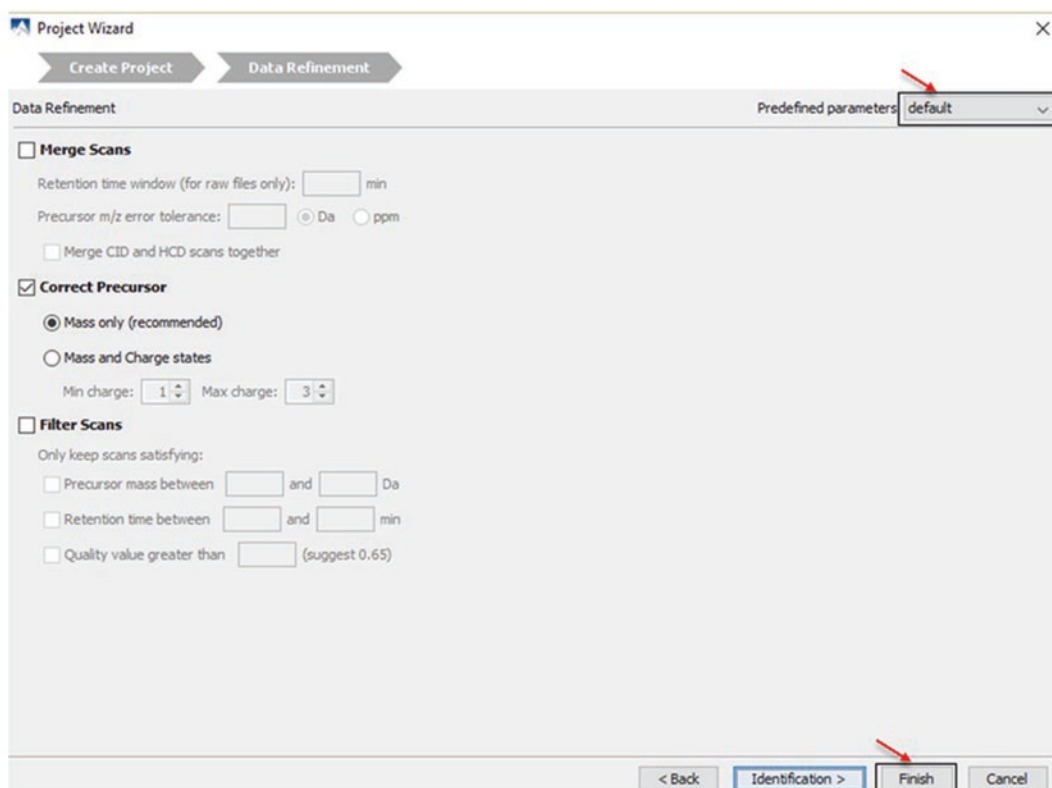 Project Wizard
Create Project Data Refinement
Data Refinement Predefined parameters default
Merge Scans
Retention time window (for raw files only): min
Precursor m/z error tolerance: Da ppm
Merge CID and HCD scans together
Correct Precursor
Mass only (recommended)
Mass and Charge states
Min charge: 1 Max charge: 3
Filter Scans
Only keep scans satisfying:
Precursor mass between and Da
Retention time between and min
Quality value greater than (suggest 0.65)
< Back Identification > Finish Cancel